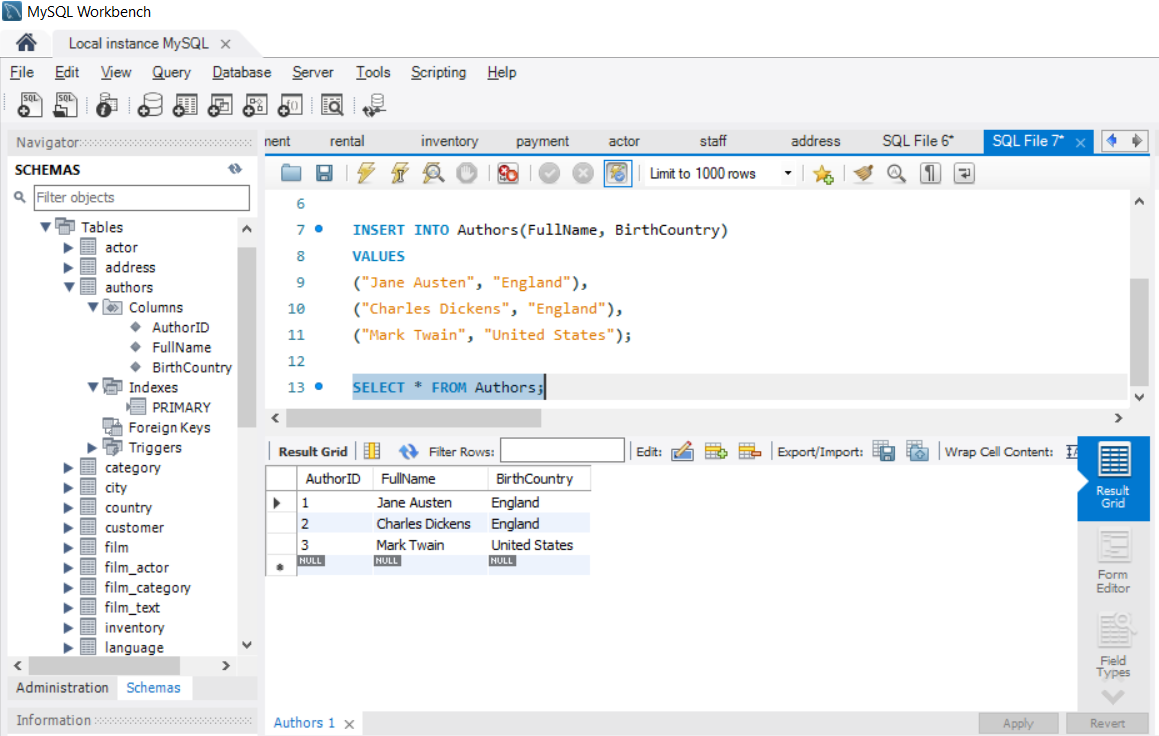 MySQL Workbench
Local instance MySQL
File Edit View Query Database Server Tools Scripting Help
Navigator
SCHEMAS
Filter objects
Tables
actor
address
authors
Columns
AuthorID
FullName
BirthCountry
Indexes
PRIMARY
Foreign Keys
Triggers
category
city
country
customer
film
film_actor
film_category
film_text
inventory
language
Administration Schemas
Information
nent rental inventory payment actor staff address SQL File 6* SQL File 7*
Limit to 1000 rows
6
7 INSERT INTO Authors(FullName, BirthCountry)
8 VALUES
9 ("Jane Austen", "England"),
10 ("Charles Dickens", "England"),
11 ("Mark Twain", "United States");
12
13 SELECT * FROM Authors;
Result Grid Filter Rows: Edit: Export/Import: Wrap Cell Content:
AuthorID FullName BirthCountry
1 Jane Austen England
2 Charles Dickens England
3 Mark Twain United States
NULL NULL NULL
Result
Grid
Form
Editor
Field
Types
Authors 1
Apply Revert